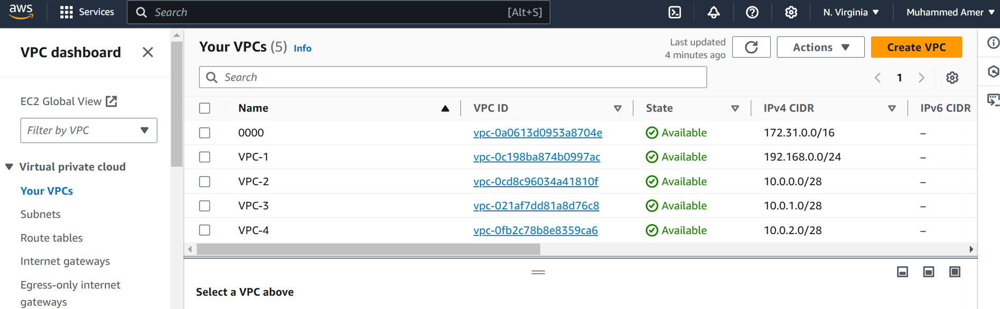 aws
Services
Search [Alt+S]
N. Virginia
Muhammed Amer
VPC dashboard
EC2 Global View
Filter by VPC
Virtual private cloud
Your VPCs
Subnets
Route tables
Internet gateways
Egress-only internet
gateways
Your VPCs (5) Info
Last updated
4 minutes ago
Actions
Create VPC
Search
1
Name VPC ID State IPv4 CIDR IPv6 CIDR
0000 vpc-0a0613d0953a8704e Available 172.31.0.0/16 –
VPC-1 vpc-0c198ba874b0997ac Available 192.168.0.0/24 –
VPC-2 vpc-0cd8c96034a41810f Available 10.0.0.0/28 –
VPC-3 vpc-021af7dd81a8d76c8 Available 10.0.1.0/28 –
VPC-4 vpc-0fb2c78b8e8359ca6 Available 10.0.2.0/28 –
Select a VPC above